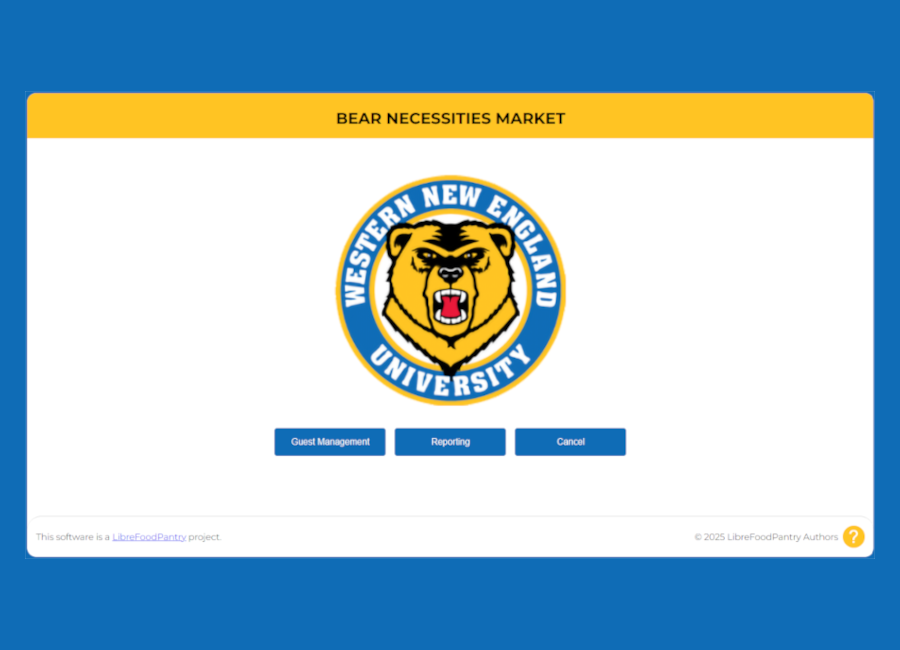 BEAR NECESSITIES MARKET
WESTERN NEW ENGLAND
UNIVERSITY
Guest Management Reporting Cancel
This software is a LibreFoodPantry project. © 2025 LibreFoodPantry Authors ?